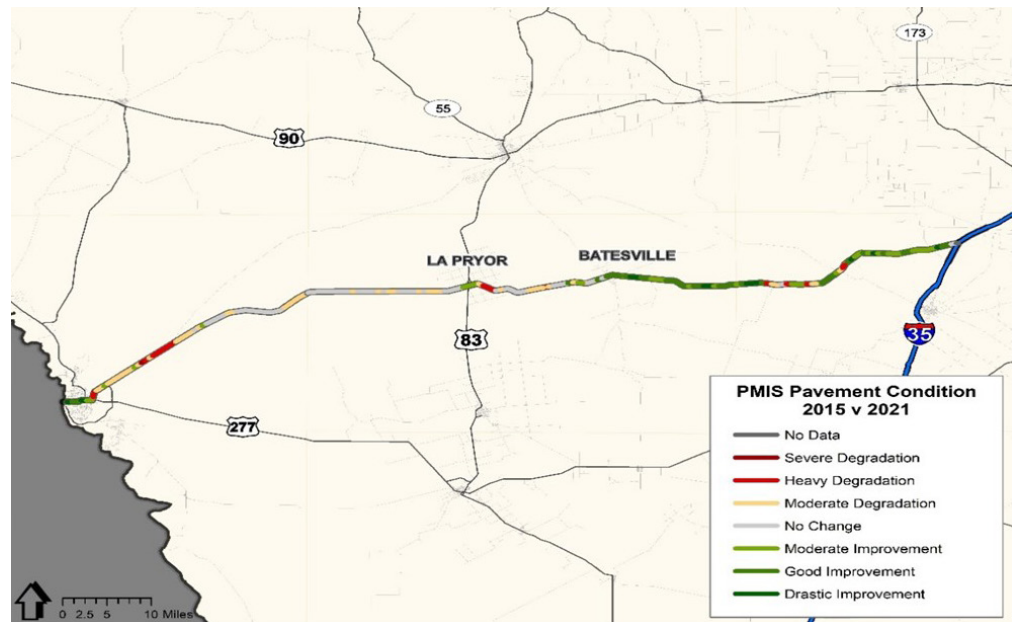 173
55
90
LA PRYOR
BATESVILLE
83
35
277
PMIS Pavement Condition
2015 v 2021
No Data
Severe Degradation
Heavy Degradation
Moderate Degradation
No Change
Moderate Improvement
Good Improvement
Drastic Improvement
0 2.5 5 10 Miles